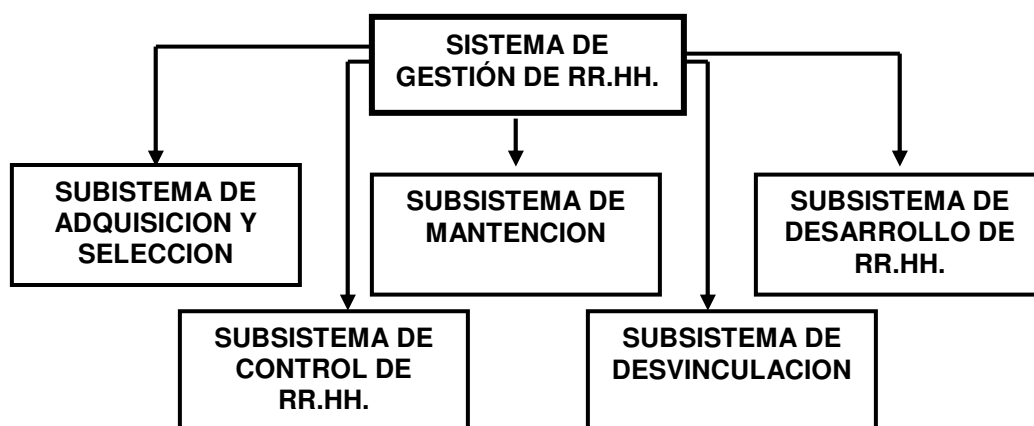 SISTEMA DE
GESTIÓN DE RR.HH.
SUBISTEMA DE
ADQUISICION Y
SELECCION
SUBSISTEMA DE
MANTENCION
SUBSISTEMA DE
DESARROLLO DE
RR.HH.
SUBSISTEMA DE
CONTROL DE
RR.HH.
SUBSISTEMA DE
DESVINCULACION